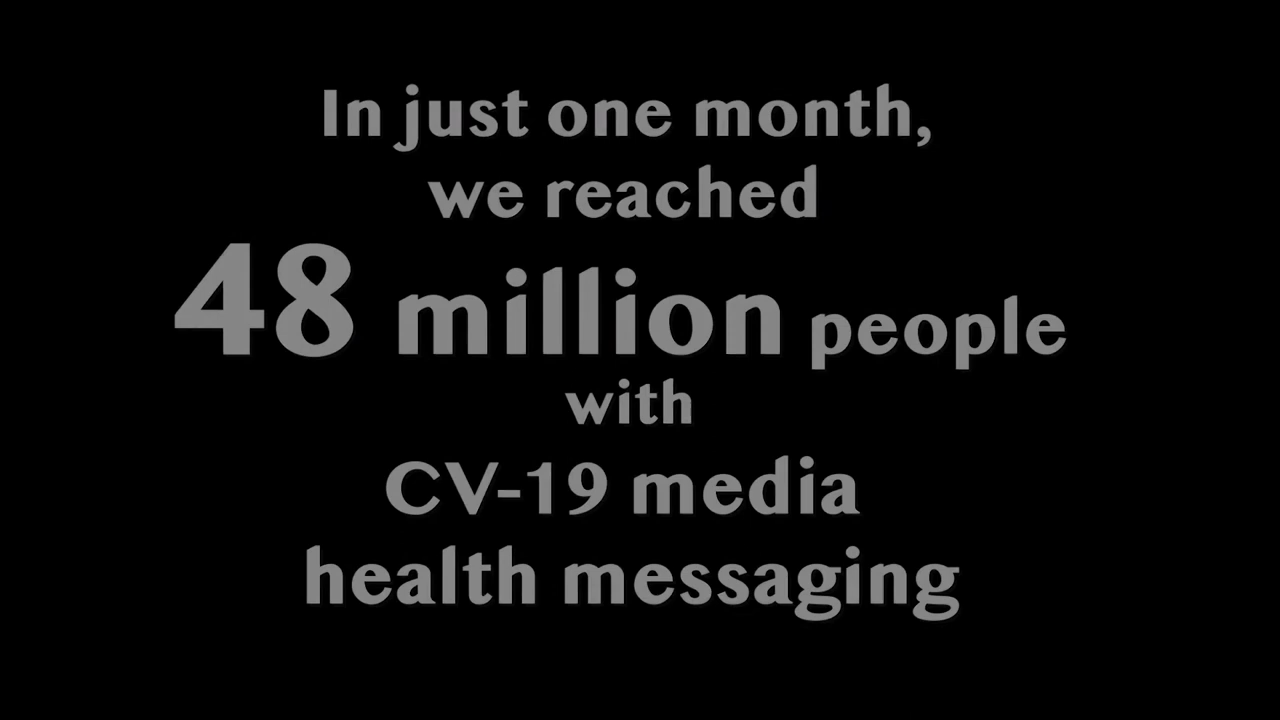 In just one month,
we reached
48 million people
with
CV-19 media
health messaging